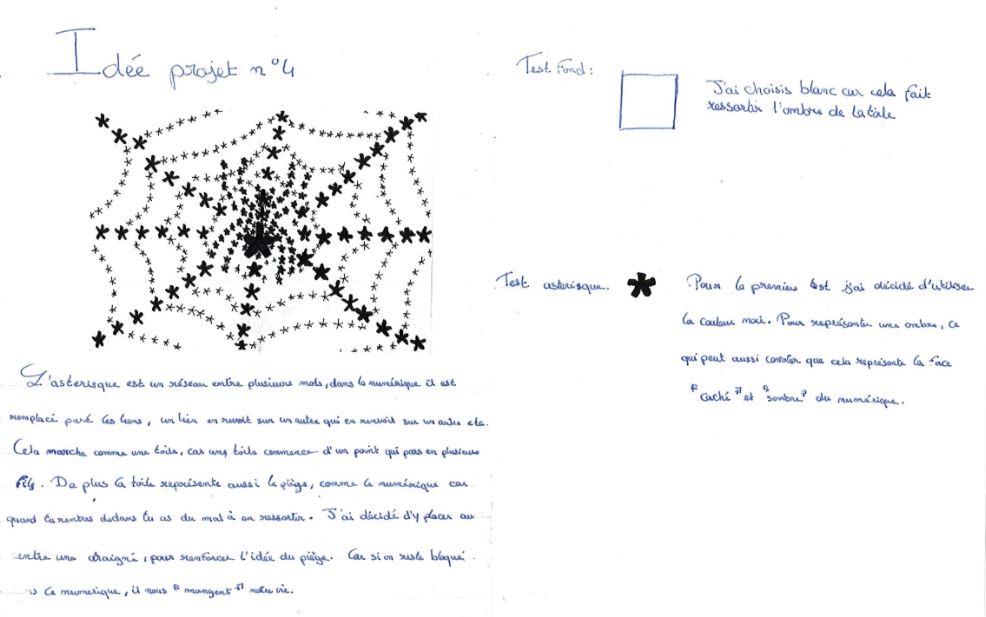 Idée projet n°4
L'asterisque est un réseau entre plusieurs mots, dans la numérique il est
remplacé part les liens, un lien en renvoit sur un autre qui en renvoit sur un autre etc.
Cela marche comme une toile, car une toile commence d'un point qui pars en plusieurs
fils. De plus la toile représente aussi le piège, comme le numérique car
quand tu rentres dedans tu as du mal à en ressortir. J'ai décidé d'y placer au
centre une araigné, pour renforcer l'idée du piège. Car si on reste bloqué
ce numerique, il nous "mangent" notre vie.
Test Fond:
J'ai choisis blanc car cela fait
ressortir l'ombre de la toile
Test asterisque.
Pour le premier test j'ai décidé d'utiliser
la couleur noir. Pour représenter une ombre, ce
qui peut aussi connoter que cela représente la face
"caché" et "sombre" du numérique.